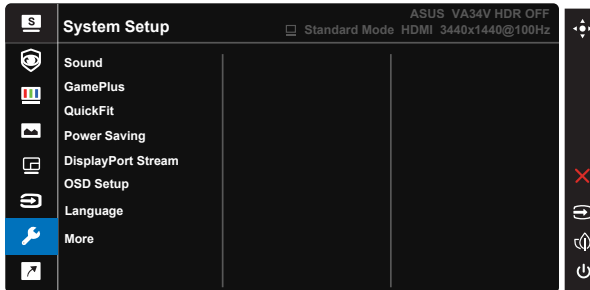 S
System Setup
ASUS VA34V HDR OFF
Standard Mode HDMI 3440x1440@100Hz
Sound
GamePlus
QuickFit
Power Saving
DisplayPort Stream
OSD Setup
Language
More